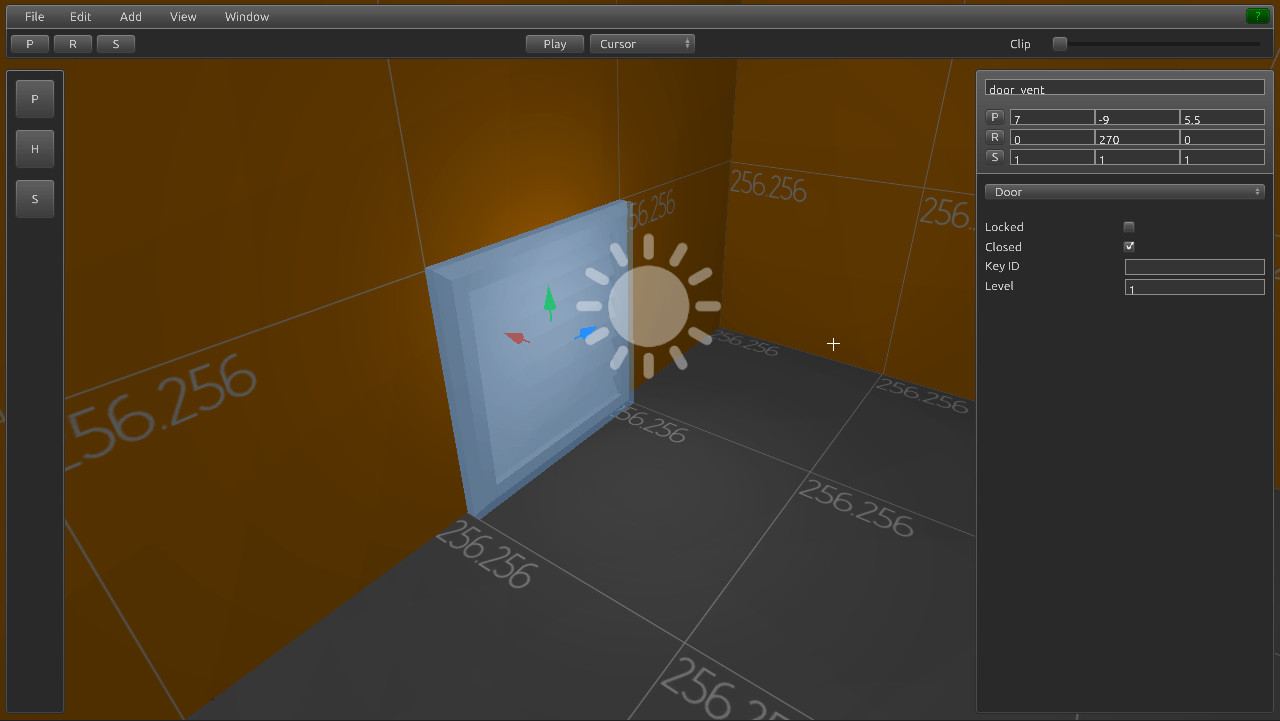 File Edit Add View Window ?
P R S Play Cursor Clip
P
H
S
door_vent
P 7 -9 5.5
R 0 270 0
S 1 1 1
Door
Locked
Closed
Key ID
Level 1
256.256
256.256
256.
256.256
256.256
256.256
256.256
256.256
256.256
256.256